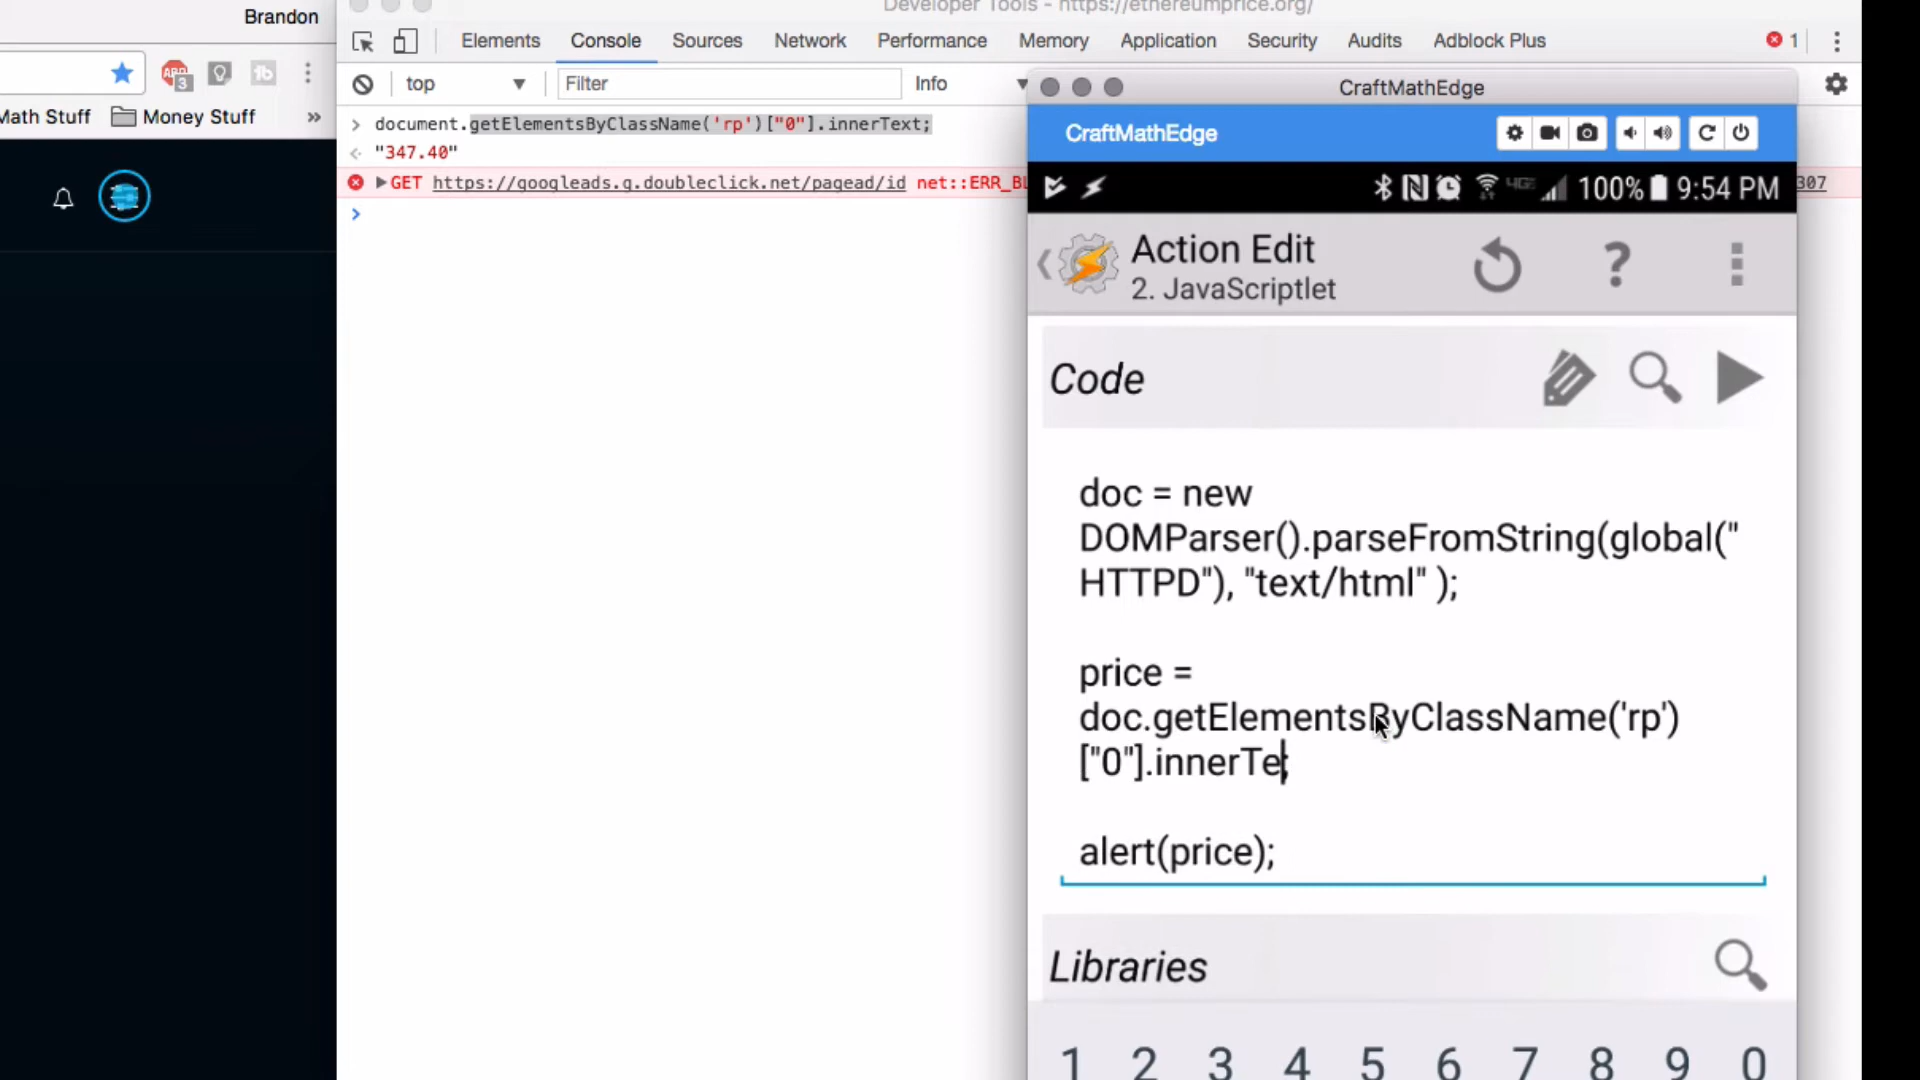 Brandon
Developer Tools - https://ethereumprice.org/
Elements Console Sources Network Performance Memory Application Security Audits Adblock Plus 1
ABP 3
top Filter Info
CraftMathEdge
Math Stuff Money Stuff »
> document.getElementsByClassName('rp')["0"].innerText;
CraftMathEdge
"347.40"
GET https://googleads.g.doubleclick.net/pagead/id net::ERR_BL
307
100% 9:54 PM
>
Action Edit
2. JavaScriptlet
Code
doc = new
DOMParser().parseFromString(global("
HTTPD"), "text/html" );
price =
doc.getElementsByClassName('rp')
["0"].innerTe;
alert(price);
Libraries
1 2 3 4 5 6 7 8 9 0